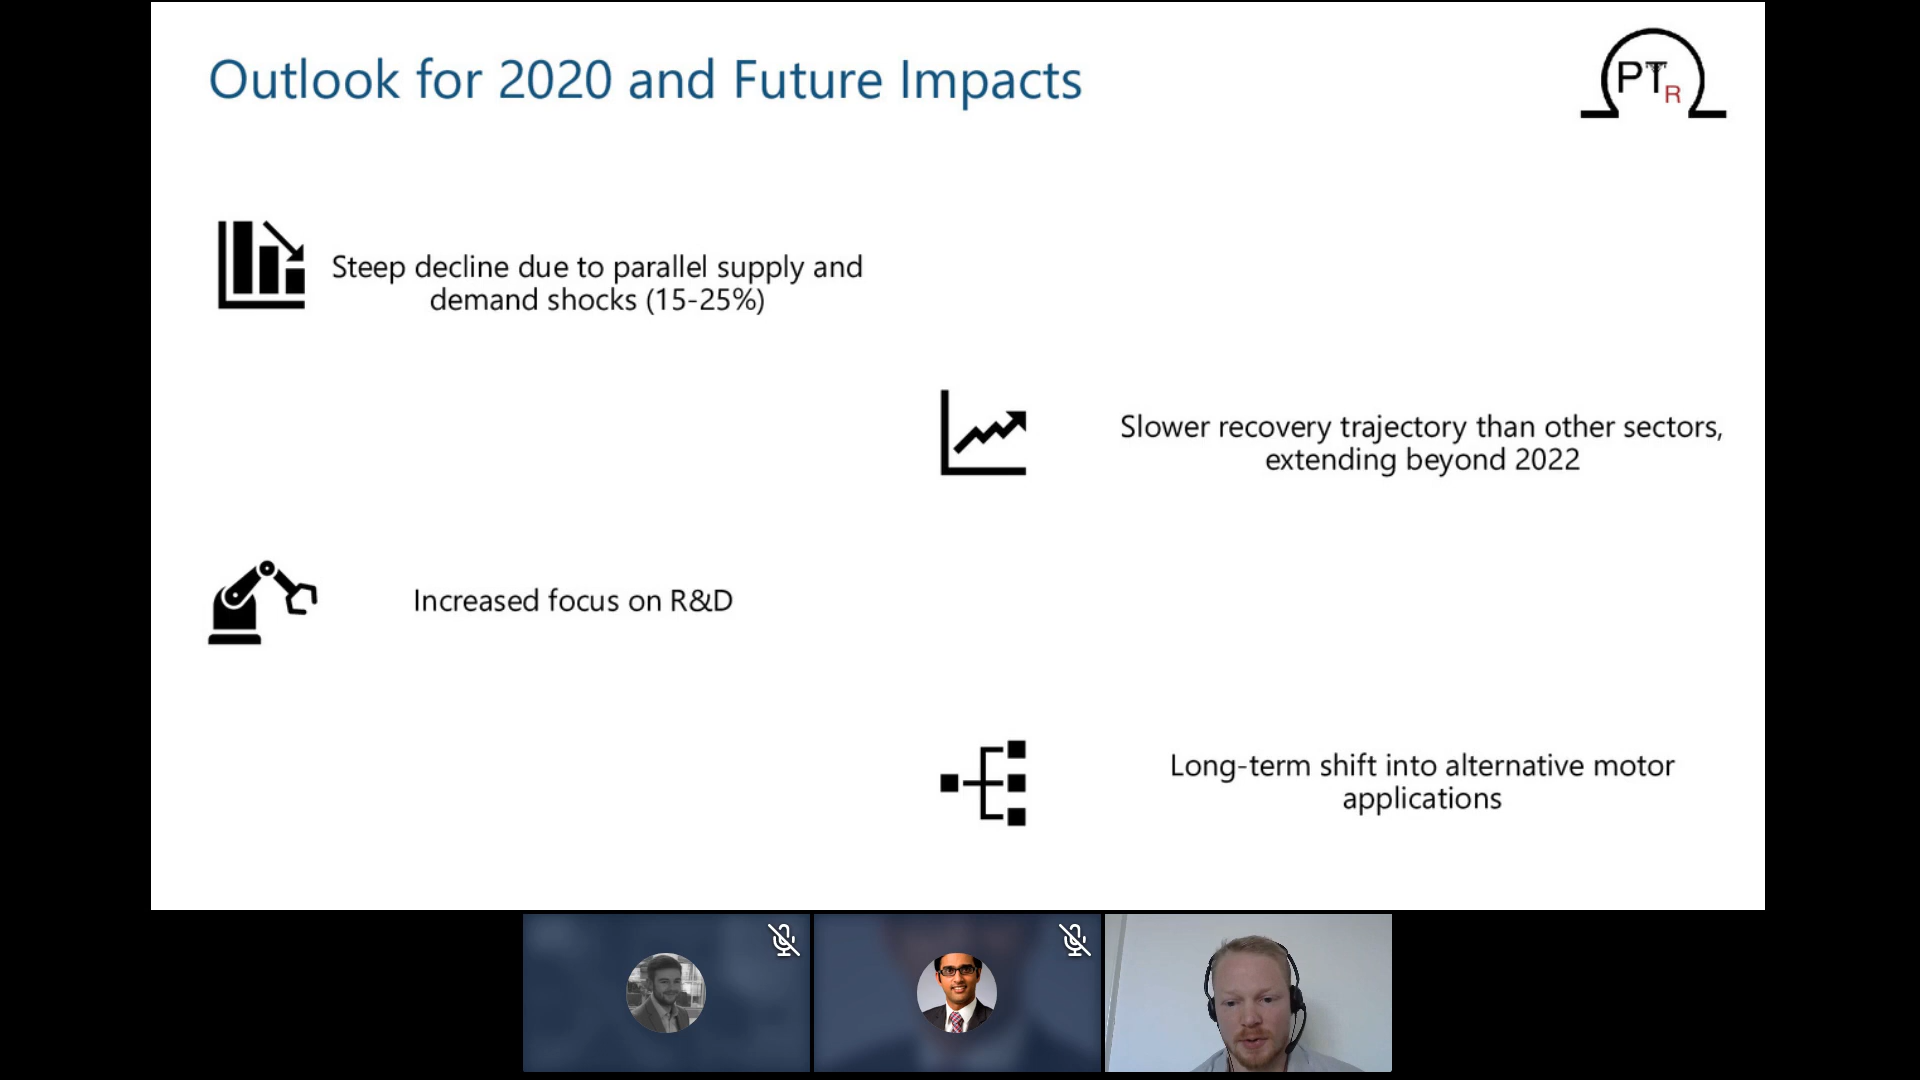 Outlook for 2020 and Future Impacts
PTR
Steep decline due to parallel supply and
demand shocks (15-25%)
Slower recovery trajectory than other sectors,
extending beyond 2022
Increased focus on R&D
Long-term shift into alternative motor
applications